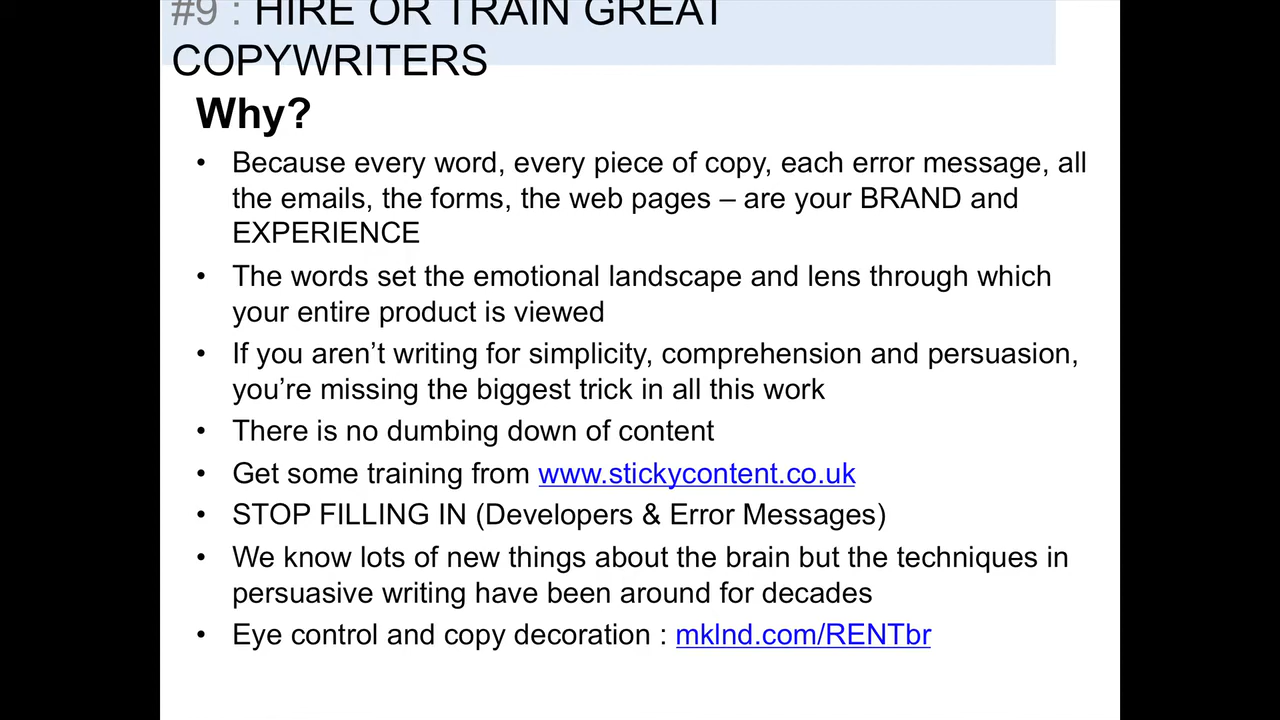 #9 : HIRE OR TRAIN GREAT
COPYWRITERS
Why?
• Because every word, every piece of copy, each error message, all
the emails, the forms, the web pages – are your BRAND and
EXPERIENCE
• The words set the emotional landscape and lens through which
your entire product is viewed
• If you aren’t writing for simplicity, comprehension and persuasion,
you’re missing the biggest trick in all this work
• There is no dumbing down of content
• Get some training from www.stickycontent.co.uk
• STOP FILLING IN (Developers & Error Messages)
• We know lots of new things about the brain but the techniques in
persuasive writing have been around for decades
• Eye control and copy decoration : mklnd.com/RENTbr